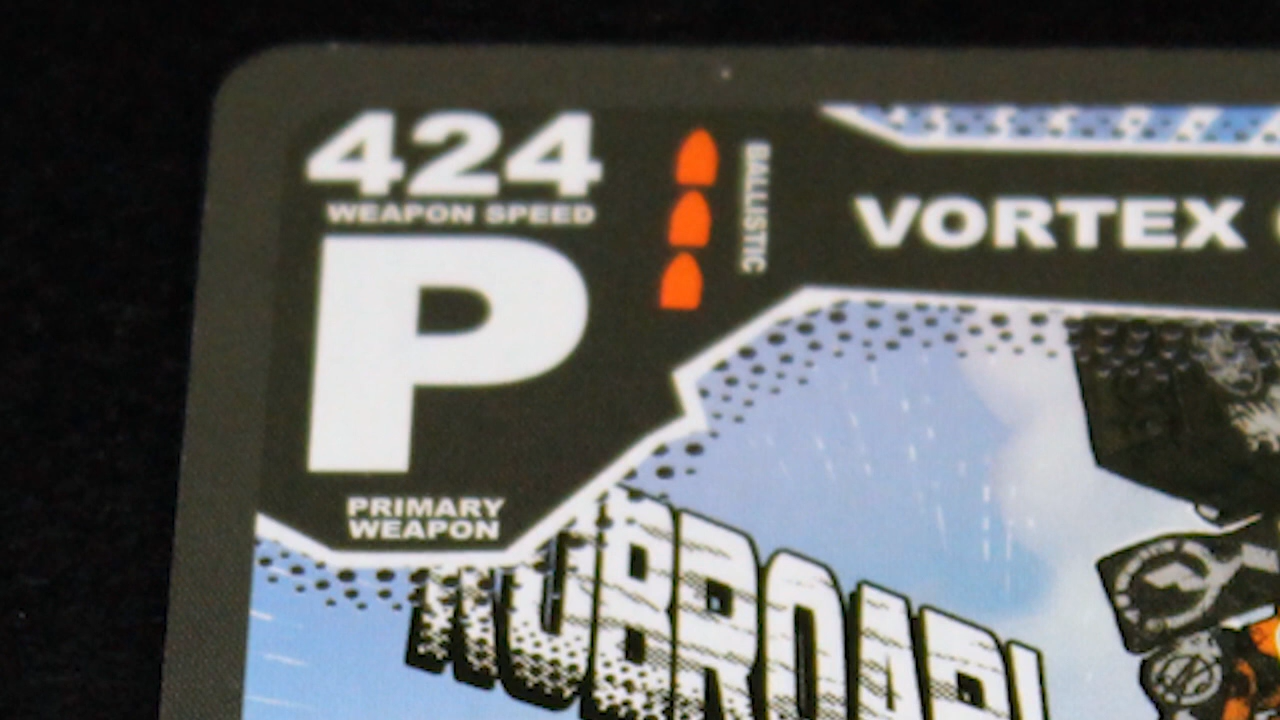 424
WEAPON SPEED
P
PRIMARY
WEAPON
BALLISTIC
VORTEX